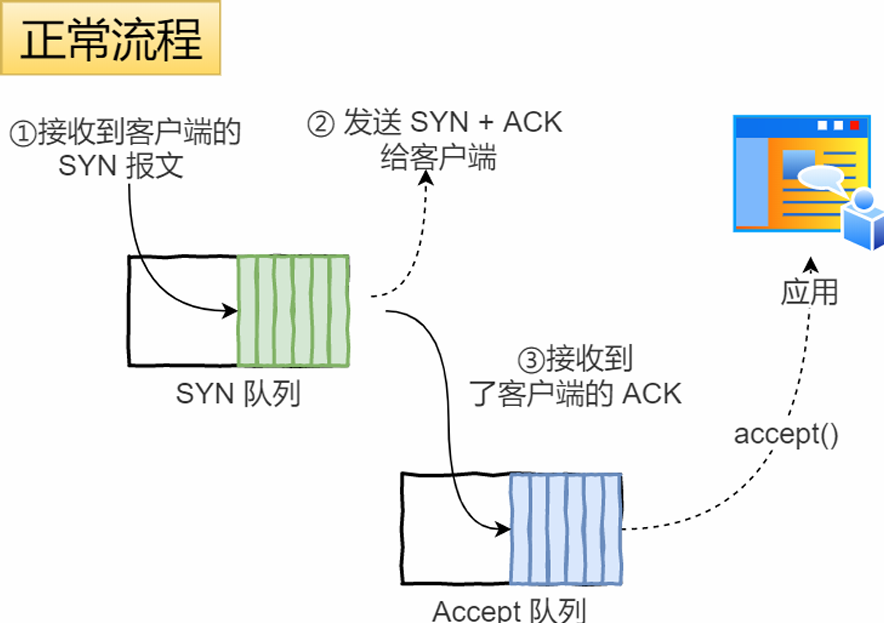 正常流程
①接收到客户端的
SYN 报文
② 发送 SYN + ACK
给客户端
应用
SYN 队列
③接收到
了客户端的 ACK
accept()
Accept 队列